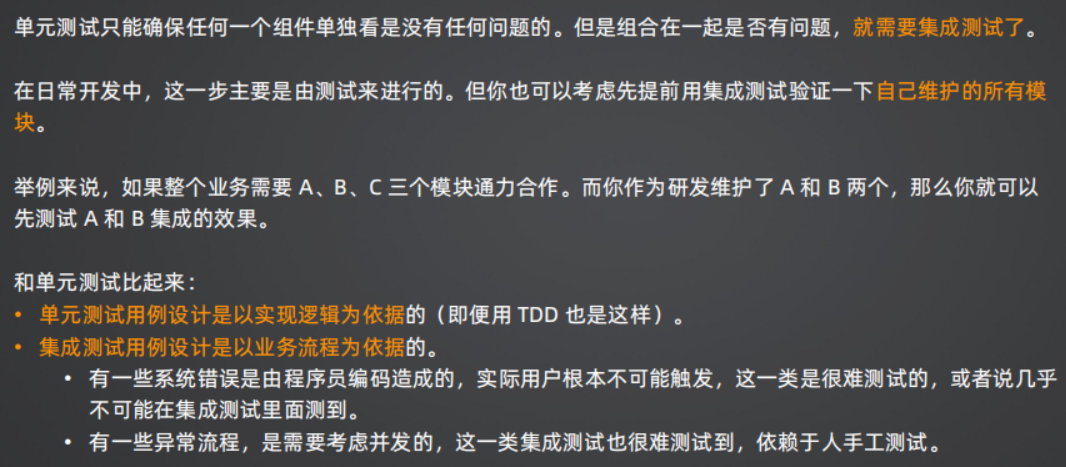 单元测试只能确保任何一个组件单独看是没有任何问题的。但是组合在一起是否有问题，就需要集成测试了。
在日常开发中，这一步主要是由测试来进行的。但你也可以考虑先提前用集成测试验证一下自己维护的所有模
块。
举例来说，如果整个业务需要 A、B、C 三个模块通力合作。而你作为研发维护了 A 和 B 两个，那么你就可以
先测试 A 和 B 集成的效果。
和单元测试比起来：
• 单元测试用例设计是以实现逻辑为依据的（即便用 TDD 也是这样）。
• 集成测试用例设计是以业务流程为依据的。
• 有一些系统错误是由程序员编码造成的，实际用户根本不可能触发，这一类是很难测试的，或者说几乎
不可能在集成测试里面测到。
• 有一些异常流程，是需要考虑并发的，这一类集成测试也很难测试到，依赖于人手工测试。